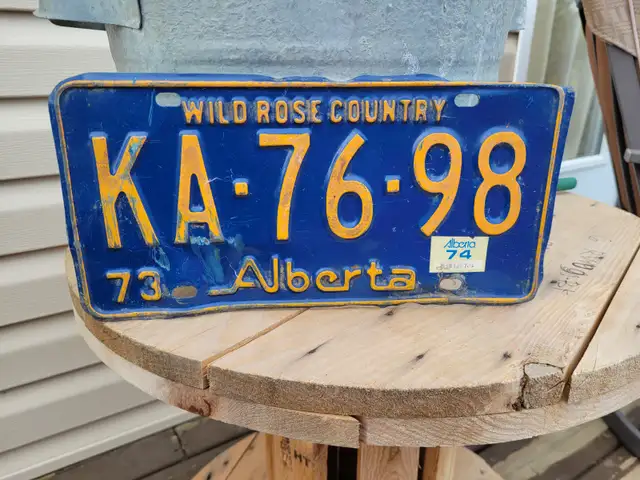 WILD ROSE COUNTRY
KA·76·98
Alberta
74
73 Alberta